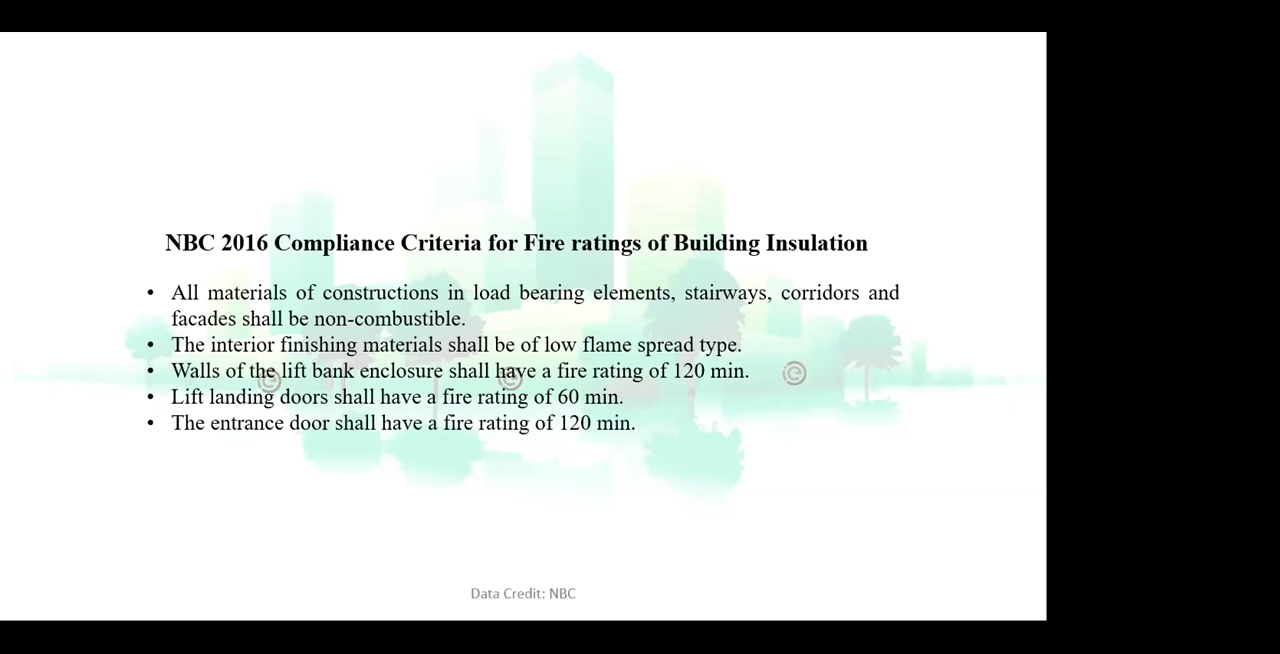 NBC 2016 Compliance Criteria for Fire ratings of Building Insulation
• All materials of constructions in load bearing elements, stairways, corridors and
facades shall be non-combustible.
• The interior finishing materials shall be of low flame spread type.
• Walls of the lift bank enclosure shall have a fire rating of 120 min.
• Lift landing doors shall have a fire rating of 60 min.
• The entrance door shall have a fire rating of 120 min.
Data Credit: NBC